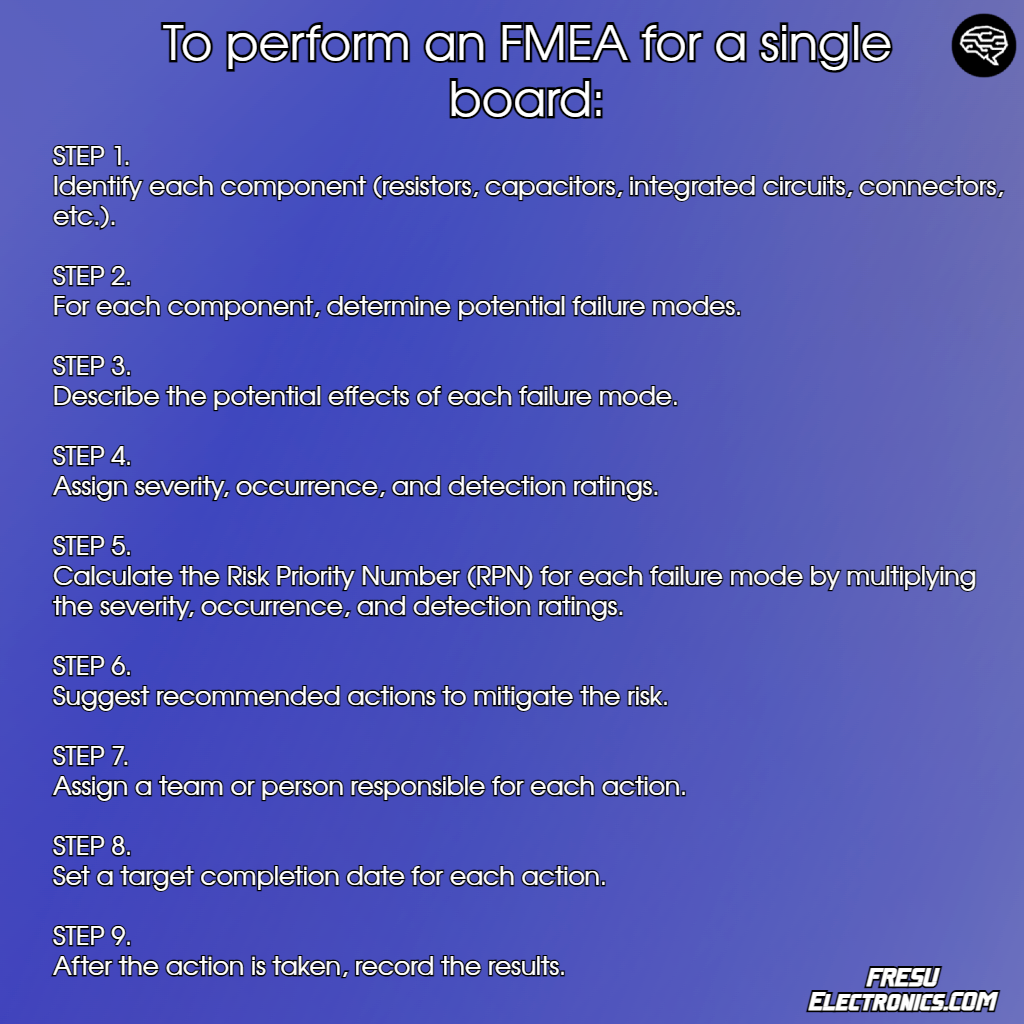 To perform an FMEA for a single
board:
STEP 1.
Identify each component (resistors, capacitors, integrated circuits, connectors,
etc.).
STEP 2.
For each component, determine potential failure modes.
STEP 3.
Describe the potential effects of each failure mode.
STEP 4.
Assign severity, occurrence, and detection ratings.
STEP 5.
Calculate the Risk Priority Number (RPN) for each failure mode by multiplying
the severity, occurrence, and detection ratings.
STEP 6.
Suggest recommended actions to mitigate the risk.
STEP 7.
Assign a team or person responsible for each action.
STEP 8.
Set a target completion date for each action.
STEP 9.
After the action is taken, record the results.
FRESU
ELECTRONICS.COM